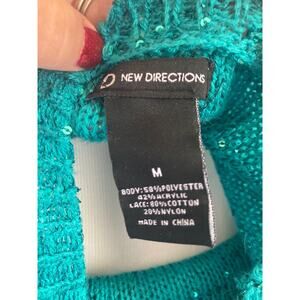 NEW DIRECTIONS
M
BODY: 58% POLYESTER
42% ACRYLIC
LACE: 80% COTTON
20% NYLON
MADE IN CHINA